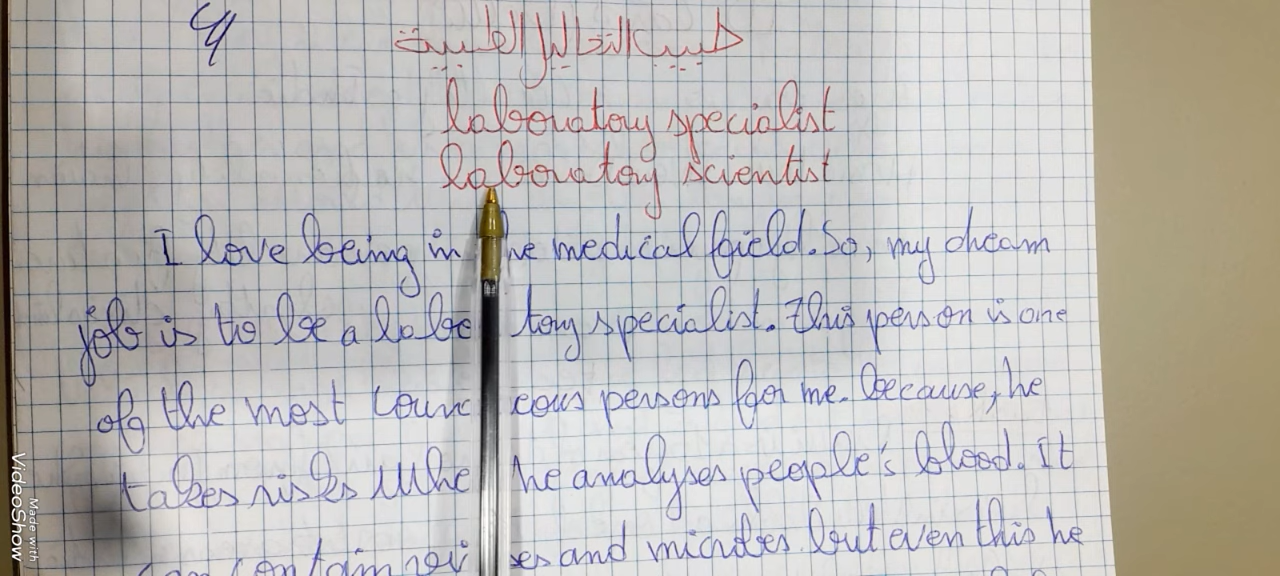 4
طبيب التحاليل الطبية
laboratory specialist
laboratory scientist
I love being in the medical field. So, my dream
job is to be a labo tory specialist. This person is one
of the most cour eous persons for me. because, he
takes risks whe he analyses people's blood. It
and microbes but even this he
Made with
VideoShow